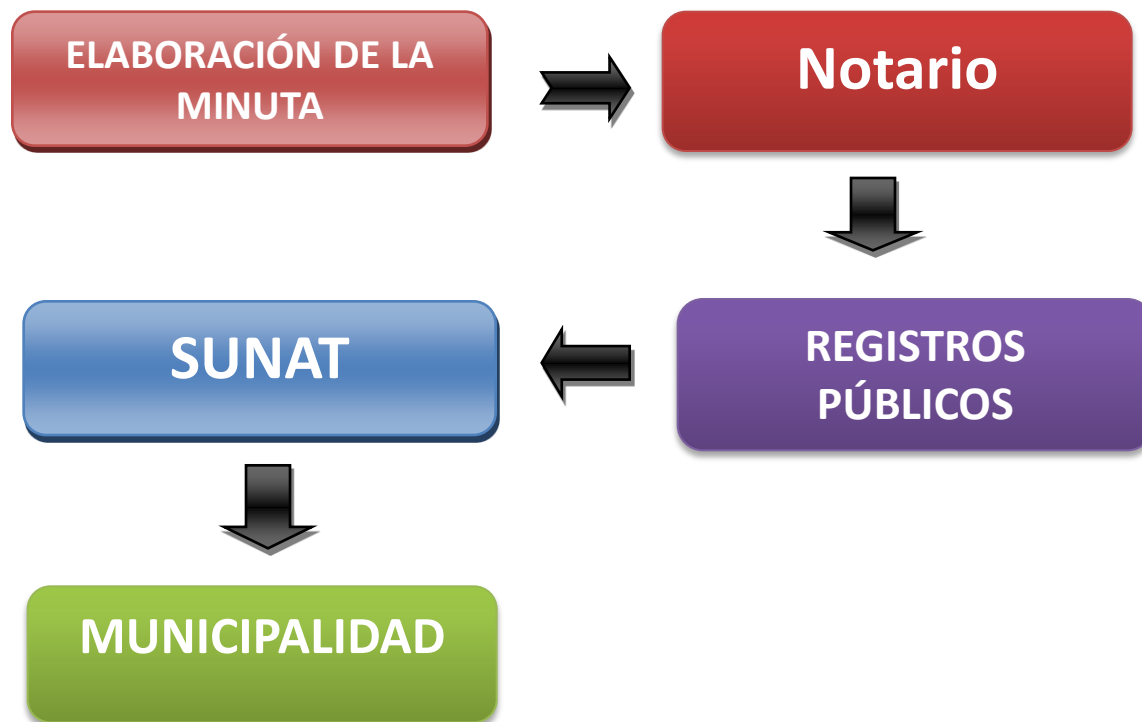 ELABORACIÓN DE LA
MINUTA
Notario
REGISTROS
PÚBLICOS
SUNAT
MUNICIPALIDAD